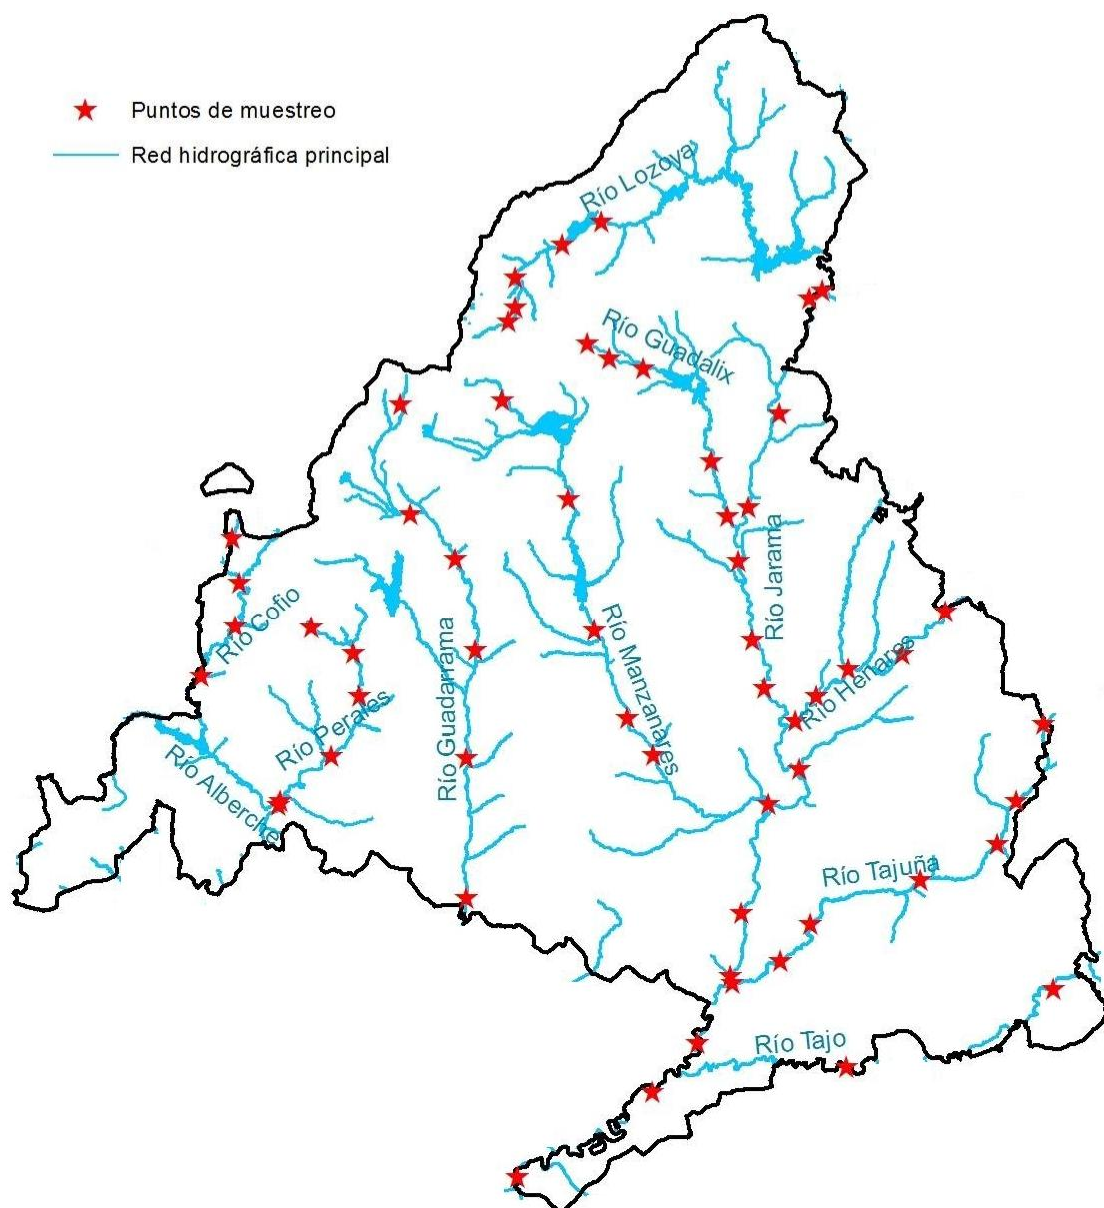 Puntos de muestreo
Red hidrográfica principal
Río Lozoya
Río Guadalix
Río Jarama
Río Cofio
Río Guadarrama
Río Manzanares
Río Henares
Río Perales
Río Alberche
Río Tajuña
Río Tajo